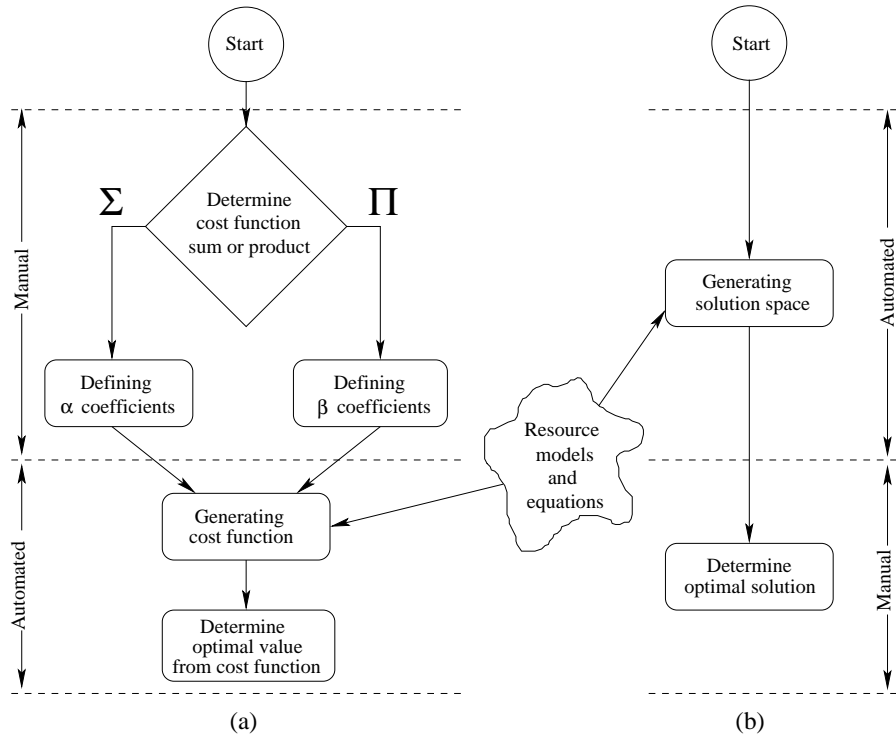 Start
Start
Manual
Σ
Determine
cost function
sum or product
Π
Defining
α coefficients
Defining
β coefficients
Automated
Generating
cost function
Determine
optimal value
from cost function
(a)
Resource
models
and
equations
Generating
solution space
Automated
Determine
optimal solution
Manual
(b)